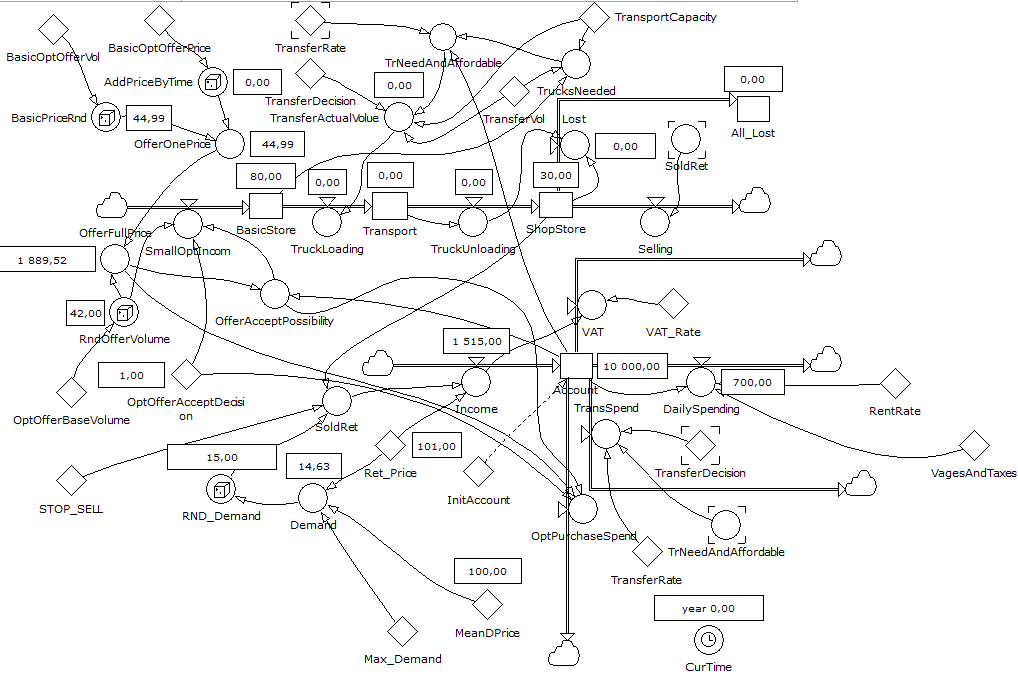 TransportCapacity
BasicOptOfferVol
BasicOptOfferPrice
TransferRate
TrNeedAndAffordable
AddPriceByTime
0,00
0,00
TransferDecision
TrucksNeeded
0,00
BasicPriceRnd
44,99
TransferActualVolue
TransferVol
Lost
All_Lost
OfferOnePrice
44,99
0,00
SoldRet
80,00
0,00
0,00
0,00
30,00
BasicStore
TruckLoading
Transport
TruckUnloading
ShopStore
Selling
OfferFullPrice
SmallOptIncom
1 889,52
42,00
RndOfferVolume
OfferAcceptPossibility
1 515,00
VAT
VAT_Rate
1,00
10 000,00
700,00
OptOfferBaseVolume
OptOfferAcceptDecisi
on
SoldRet
Income
Account
TransSpend
DailySpending
RentRate
15,00
14,63
Ret_Price
101,00
TransferDecision
VagesAndTaxes
STOP_SELL
RND_Demand
Demand
InitAccount
OptPurchaseSpend
TrNeedAndAffordable
100,00
TransferRate
MeanDPrice
year 0,00
Max_Demand
CurTime